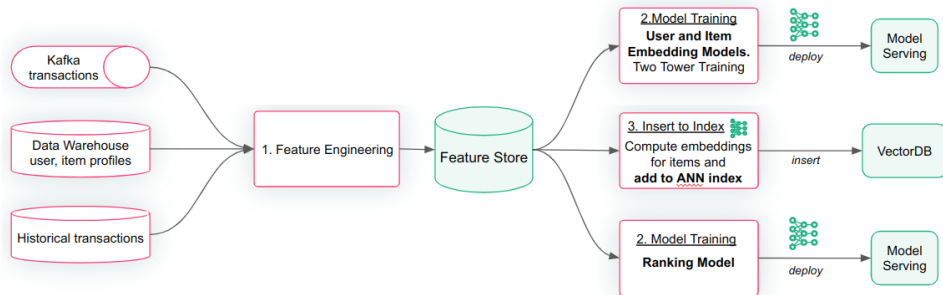 Kafka
transactions
Data Warehouse
user, item profiles
Historical transactions
1. Feature Engineering
Feature Store
2.Model Training
User and Item
Embedding Models.
Two Tower Training
deploy
Model
Serving
3. Insert to Index
Compute embeddings
for items and
add to ANN index
insert
VectorDB
2. Model Training
Ranking Model
deploy
Model
Serving